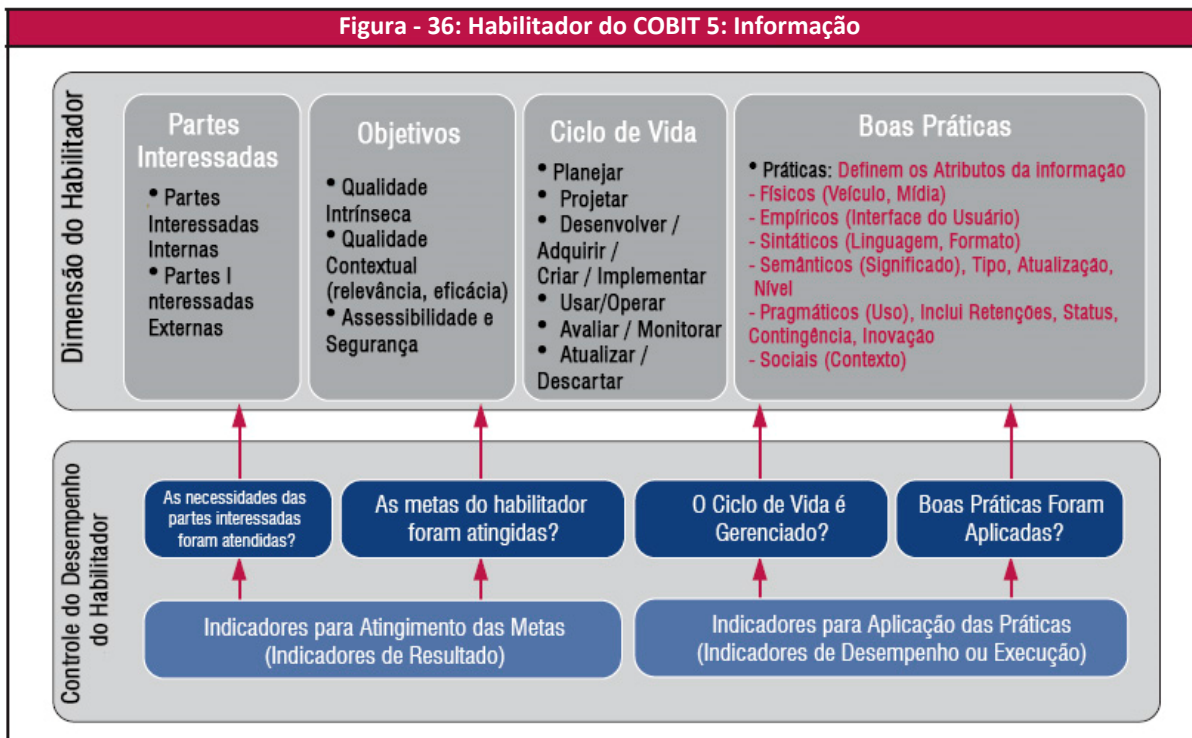 Figura - 36: Habilitador do COBIT 5: Informação
Dimensão do Habilitador
Partes
Interessadas
• Partes
Interessadas
Internas
• Partes I
nteressadas
Externas
Objetivos
• Qualidade
Intrínseca
• Qualidade
Contextual
(relevância, eficácia)
• Assessibilidade e
Segurança
Ciclo de Vida
• Planejar
• Projetar
• Desenvolver /
Adquirir /
Criar / Implementar
• Usar/Operar
• Avaliar / Monitorar
• Atualizar /
Descartar
Boas Práticas
• Práticas: Definem os Atributos da informação
- Físicos (Veículo, Mídia)
- Empíricos (Interface do Usuário)
- Sintáticos (Linguagem, Formato)
- Semânticos (Significado), Tipo, Atualização,
Nível
- Pragmáticos (Uso), Inclui Retenções, Status,
Contingência, Inovação
- Sociais (Contexto)
Controle do Desempenho
do Habilitador
As necessidades das
partes interessadas
foram atendidas?
As metas do habilitador
foram atingidas?
O Ciclo de Vida é
Gerenciado?
Boas Práticas Foram
Aplicadas?
Indicadores para Atingimento das Metas
(Indicadores de Resultado)
Indicadores para Aplicação das Práticas
(Indicadores de Desempenho ou Execução)